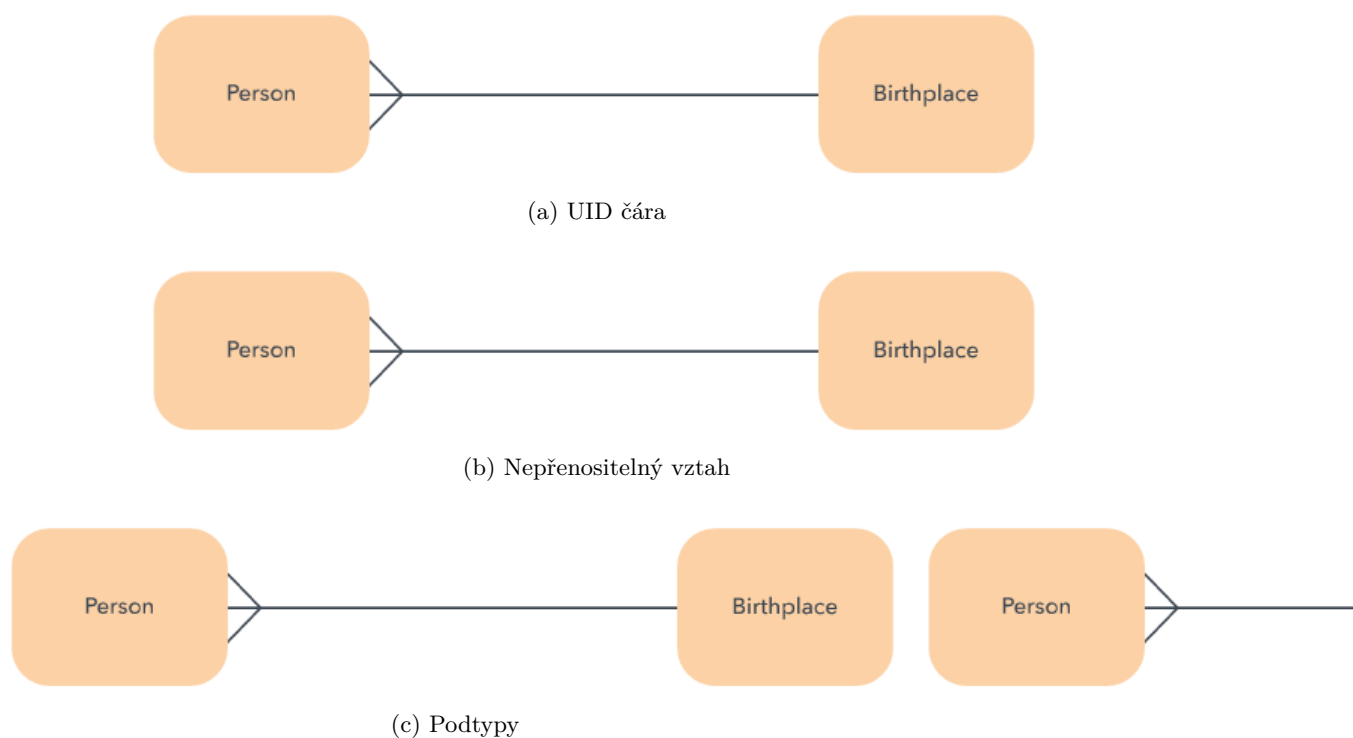 Person Birthplace
(a) UID čára
Person Birthplace
(b) Nepřenositelný vztah
Person Birthplace Person
(c) Podtypy